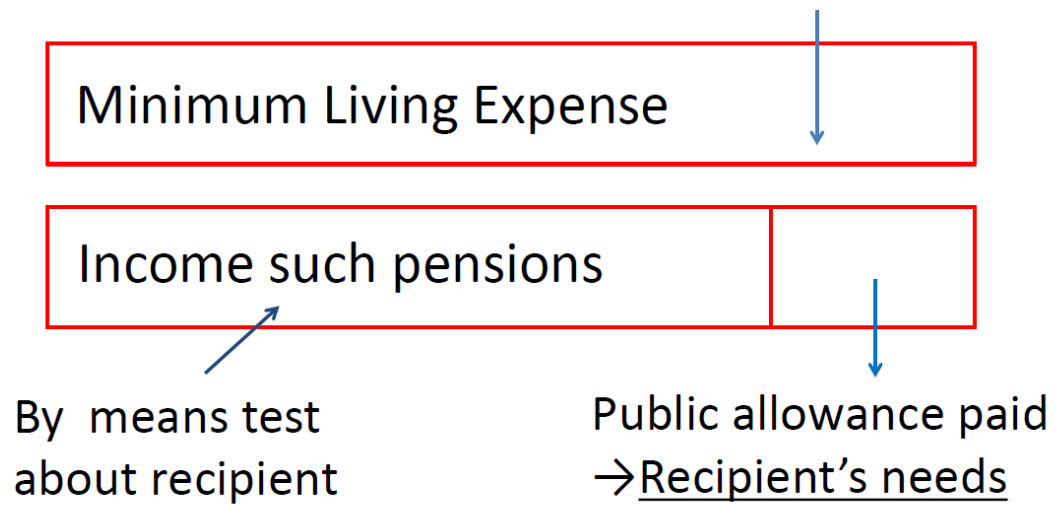 Minimum Living Expense
Income such pensions
By means test
about recipient
Public allowance paid
→Recipient’s needs